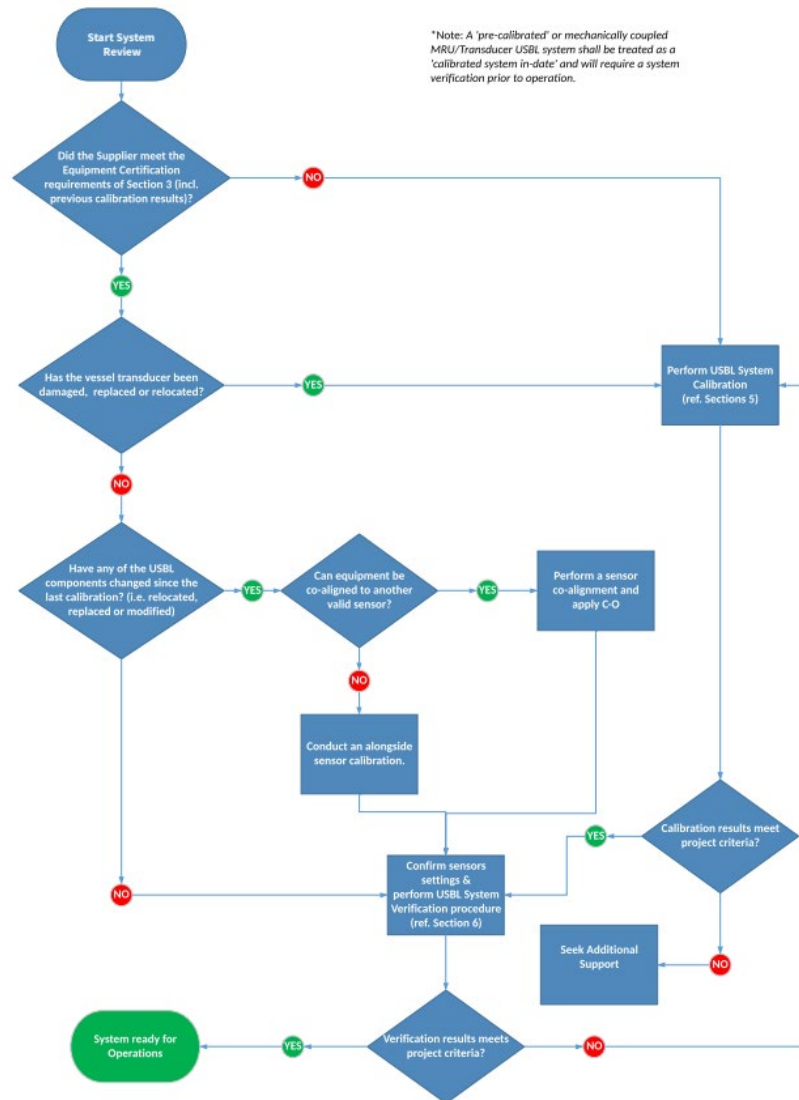 Start System
Review
*Note: A 'pre-calibrated' or mechanically coupled
MRU/Transducer USBL system shall be treated as a
'calibrated system in-date' and will require a system
verification prior to operation.
Did the Supplier meet the
Equipment Certification
requirements of Section 3 (incl.
previous calibration results)?
NO
YES
Has the vessel transducer been
damaged, replaced or relocated?
YES
Perform USBL System
Calibration
(ref. Sections 5)
NO
Have any of the USBL
components changed since the
last calibration? (i.e. relocated,
replaced or modified)
YES
Can equipment be
co-aligned to another
valid sensor?
YES
Perform a sensor
co-alignment and
apply C-O
NO
Conduct an alongside
sensor calibration.
Calibration results meet
project criteria?
YES
NO
Confirm sensors
settings &
perform USBL System
Verification procedure
(ref. Section 6)
Seek Additional
Support
NO
System ready for
Operations
YES
Verification results meets
project criteria?
NO